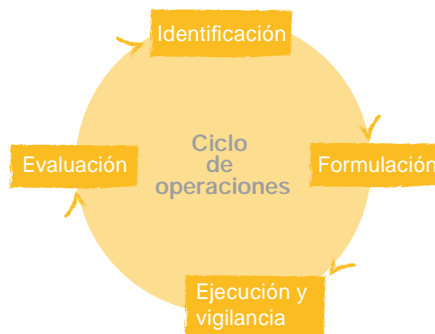 Identificación
Formulación
Ejecución y
vigilancia
Evaluación
Ciclo
de
operaciones